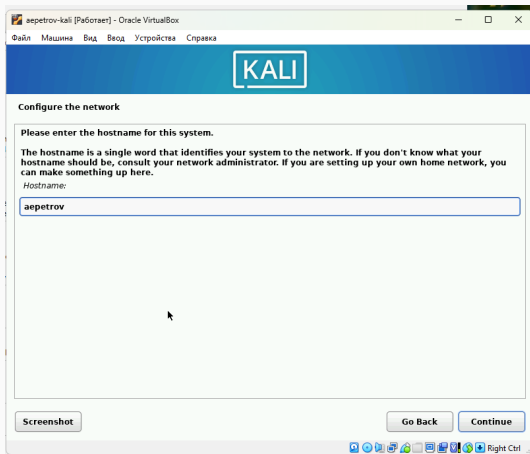 aepetrov-kali [Работает] - Oracle VirtualBox
Файл Машина Вид Ввод Устройства Справка
KALI
Configure the network
Please enter the hostname for this system.
The hostname is a single word that identifies your system to the network. If you don't know what your
hostname should be, consult your network administrator. If you are setting up your own home network, you
can make something up here.
Hostname:
aepetrov
Screenshot Go Back Continue
Right Ctrl